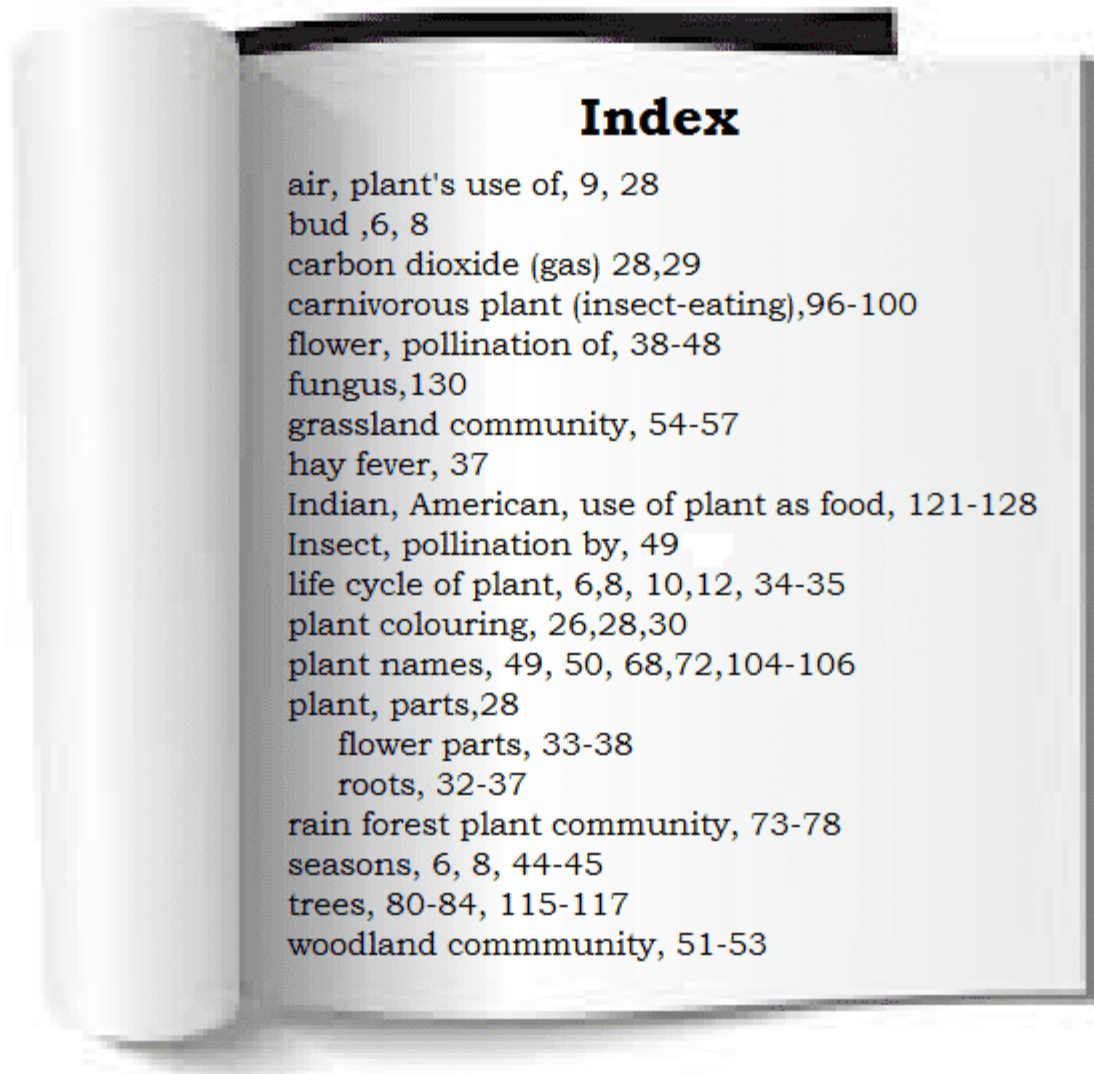 Index
air, plant's use of, 9, 28
bud ,6, 8
carbon dioxide (gas) 28,29
carnivorous plant (insect-eating),96-100
flower, pollination of, 38-48
fungus,130
grassland community, 54-57
hay fever, 37
Indian, American, use of plant as food, 121-128
Insect, pollination by, 49
life cycle of plant, 6,8, 10,12, 34-35
plant colouring, 26,28,30
plant names, 49, 50, 68,72,104-106
plant, parts,28
flower parts, 33-38
roots, 32-37
rain forest plant community, 73-78
seasons, 6, 8, 44-45
trees, 80-84, 115-117
woodland commmunity, 51-53